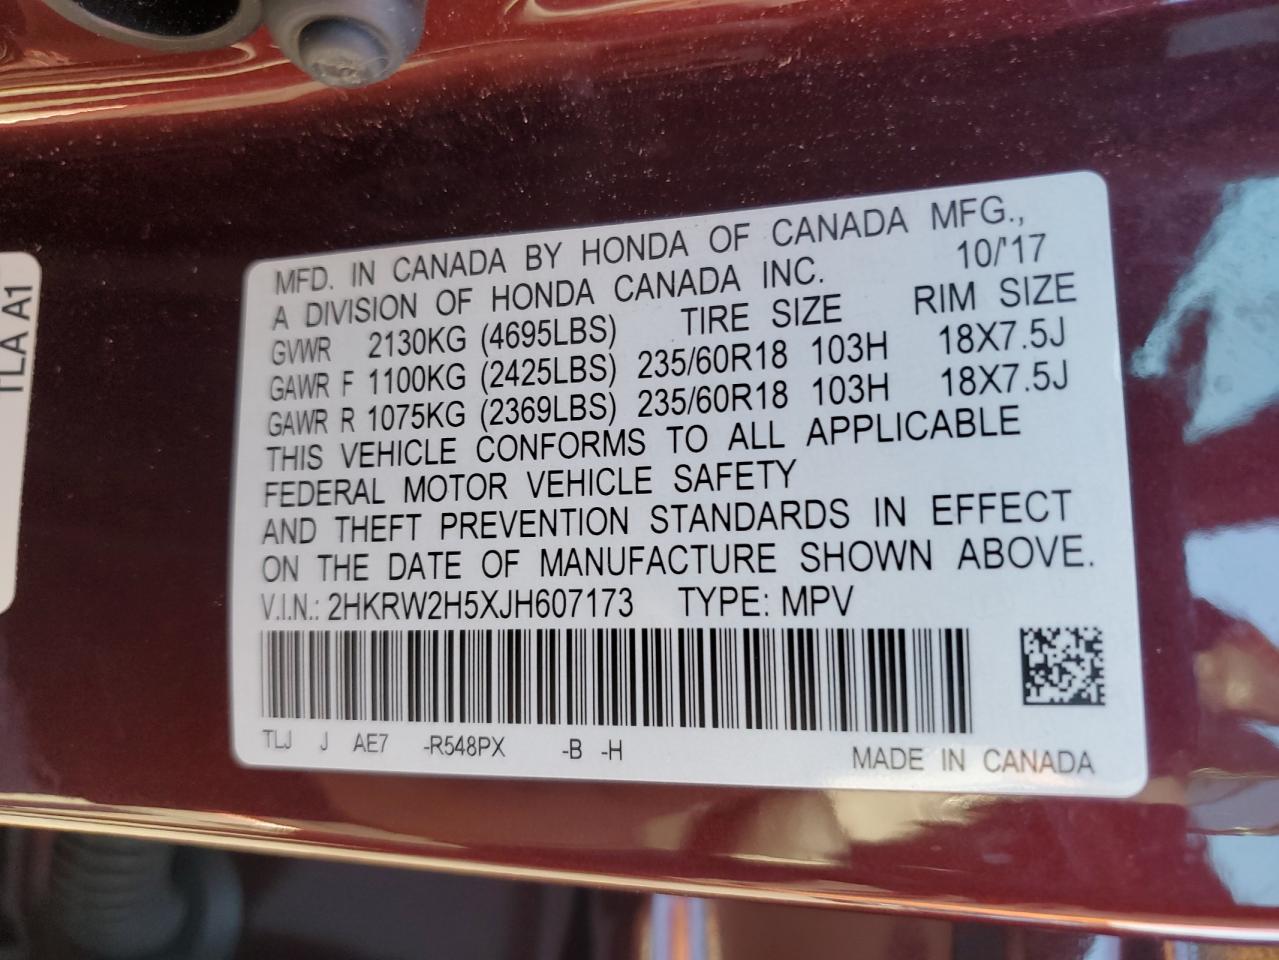 TLA A1
MFD. IN CANADA BY HONDA OF CANADA MFG.,
A DIVISION OF HONDA CANADA INC. 10/'17
GVWR 2130KG (4695LBS) TIRE SIZE RIM SIZE
GAWR F 1100KG (2425LBS) 235/60R18 103H 18X7.5J
GAWR R 1075KG (2369LBS) 235/60R18 103H 18X7.5J
THIS VEHICLE CONFORMS TO ALL APPLICABLE
FEDERAL MOTOR VEHICLE SAFETY
AND THEFT PREVENTION STANDARDS IN EFFECT
ON THE DATE OF MANUFACTURE SHOWN ABOVE.
V.I.N.: 2HKRW2H5XJH607173 TYPE: MPV
TLJ J AE7 -R548PX -B -H
MADE IN CANADA